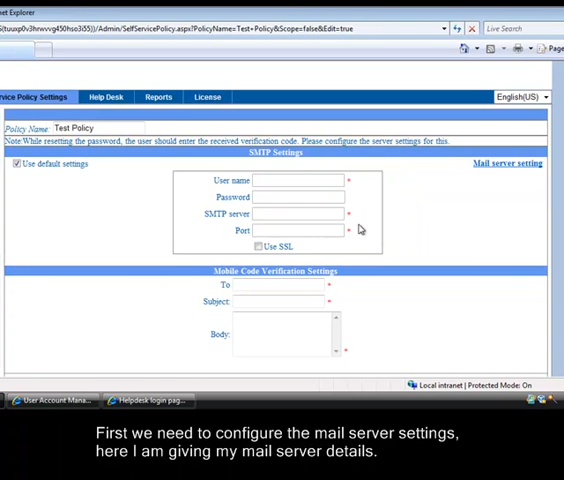 net Explorer
(tuuxp0v3hrwvvg450hso3i55))/Admin/SelfServicePolicy.aspx?PolicyName=Test+Policy&Scope=false&Edit=true
Live Search
Page
rvice Policy Settings Help Desk Reports License English(US)
Policy Name: Test Policy
Note:While resetting the password, the user should enter the received verification code. Please configure the server settings for this.
SMTP Settings
Use default settings Mail server setting
User name *
Password
SMTP server *
Port *
Use SSL
Mobile Code Verification Settings
To *
Subject: *
Body: *
Local intranet | Protected Mode: On
User Account Mana... Helpdesk login pag...
First we need to configure the mail server settings,
here I am giving my mail server details.